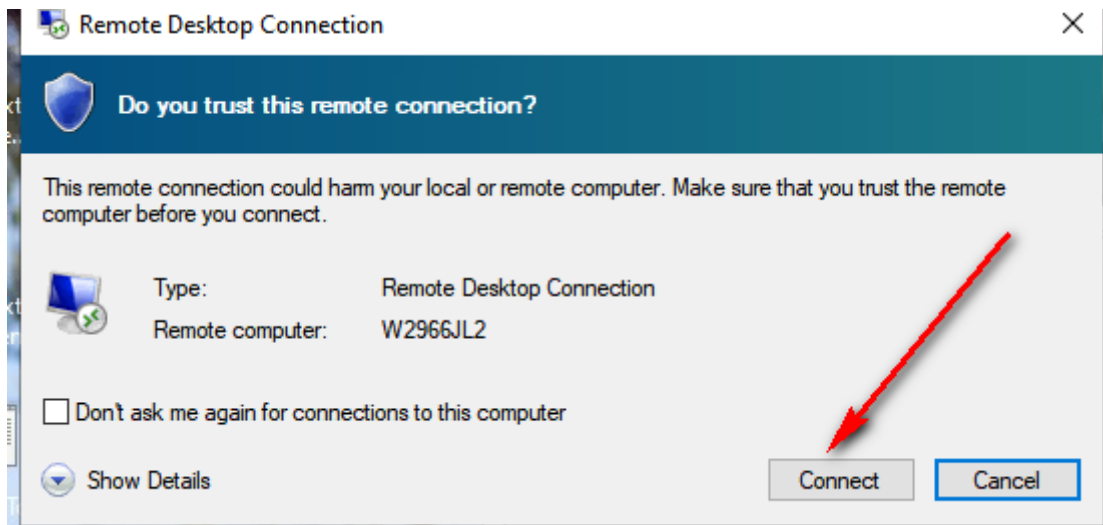 Remote Desktop Connection
Do you trust this remote connection?
This remote connection could harm your local or remote computer. Make sure that you trust the remote
computer before you connect.
Type: Remote Desktop Connection
Remote computer: W2966JL2
Don't ask me again for connections to this computer
Show Details Connect Cancel